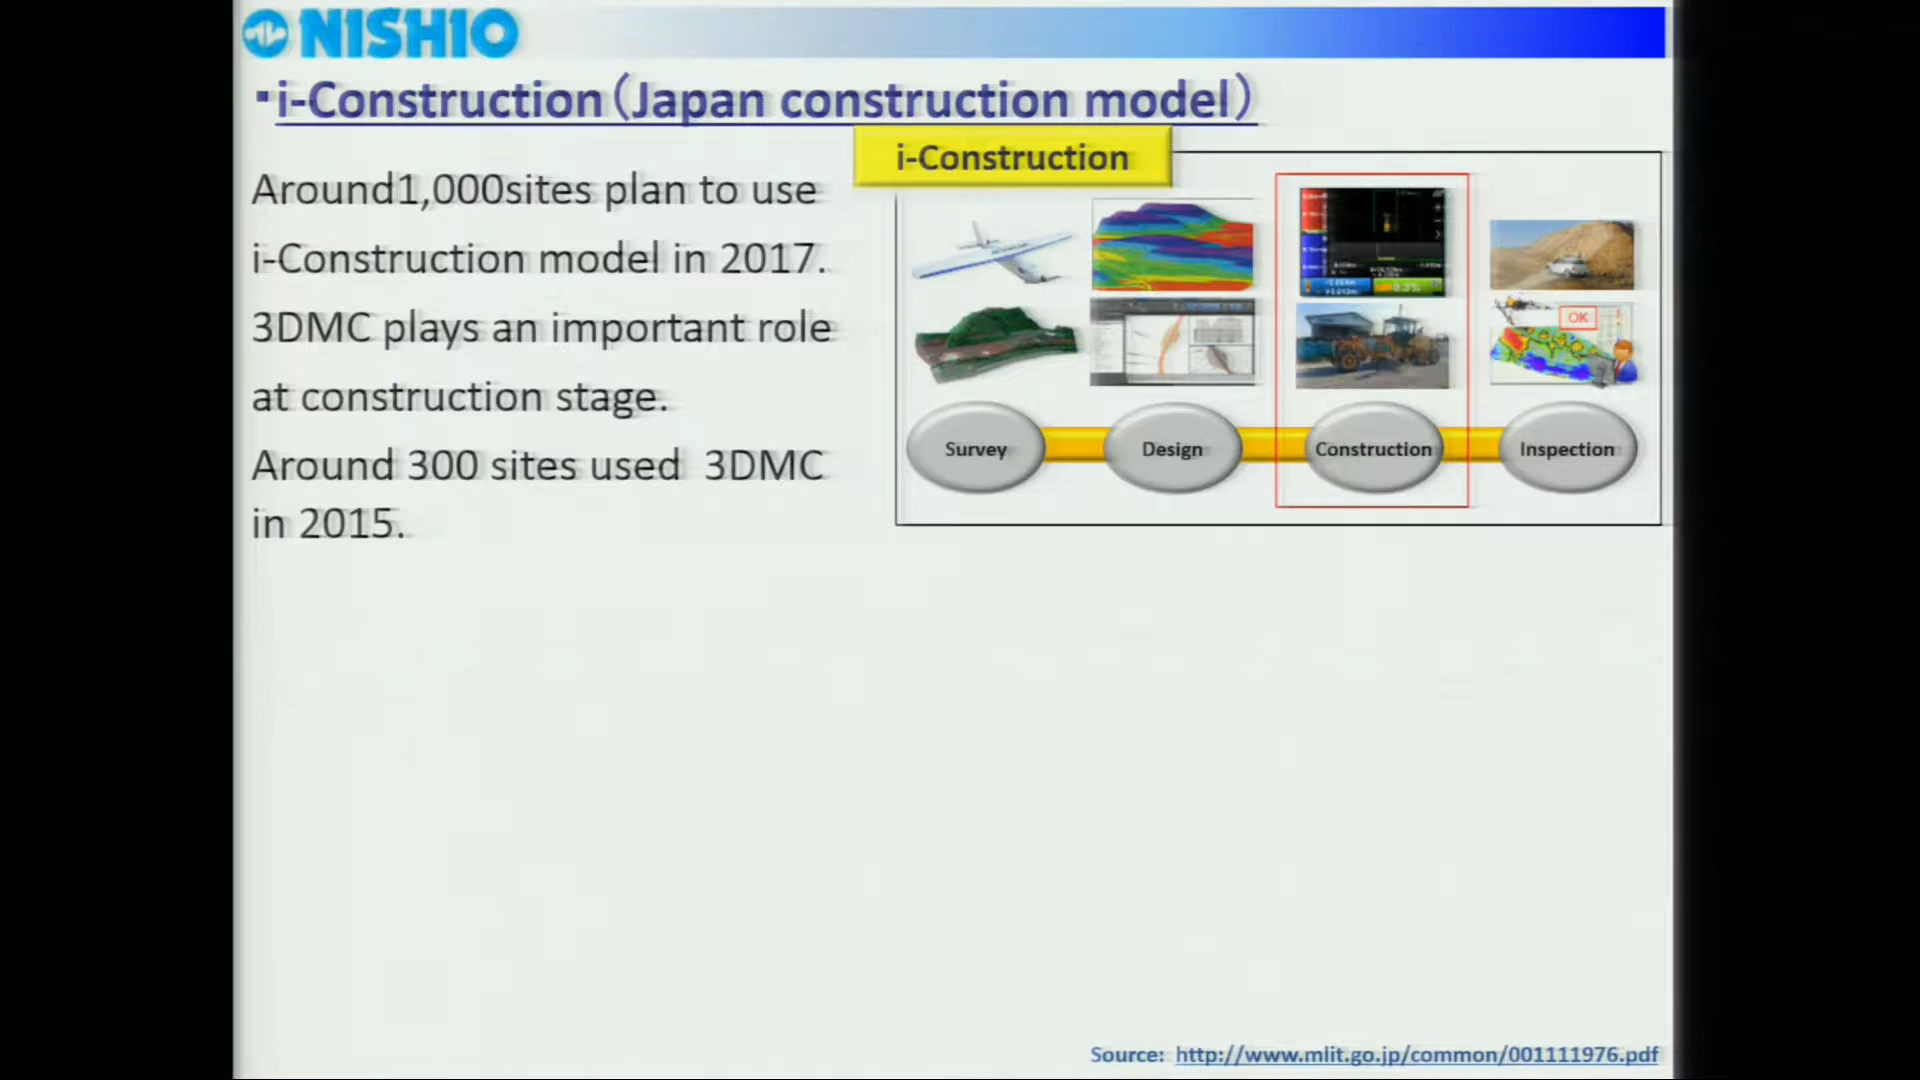 NISHIO
▪i-Construction（Japan construction model）
Around1,000sites plan to use
i-Construction model in 2017.
3DMC plays an important role
at construction stage.
Around 300 sites used 3DMC
in 2015.
i-Construction
OK
Survey
Design
Construction
Inspection
Source: http://www.mlit.go.jp/common/001111976.pdf